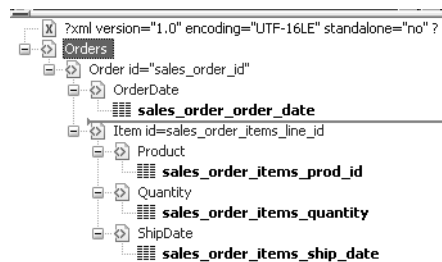 ?xml version="1.0" encoding="UTF-16LE" standalone="no" ?
Orders
Order id="sales_order_id"
OrderDate
sales_order_order_date
Item id=sales_order_items_line_id
Product
sales_order_items_prod_id
Quantity
sales_order_items_quantity
ShipDate
sales_order_items_ship_date